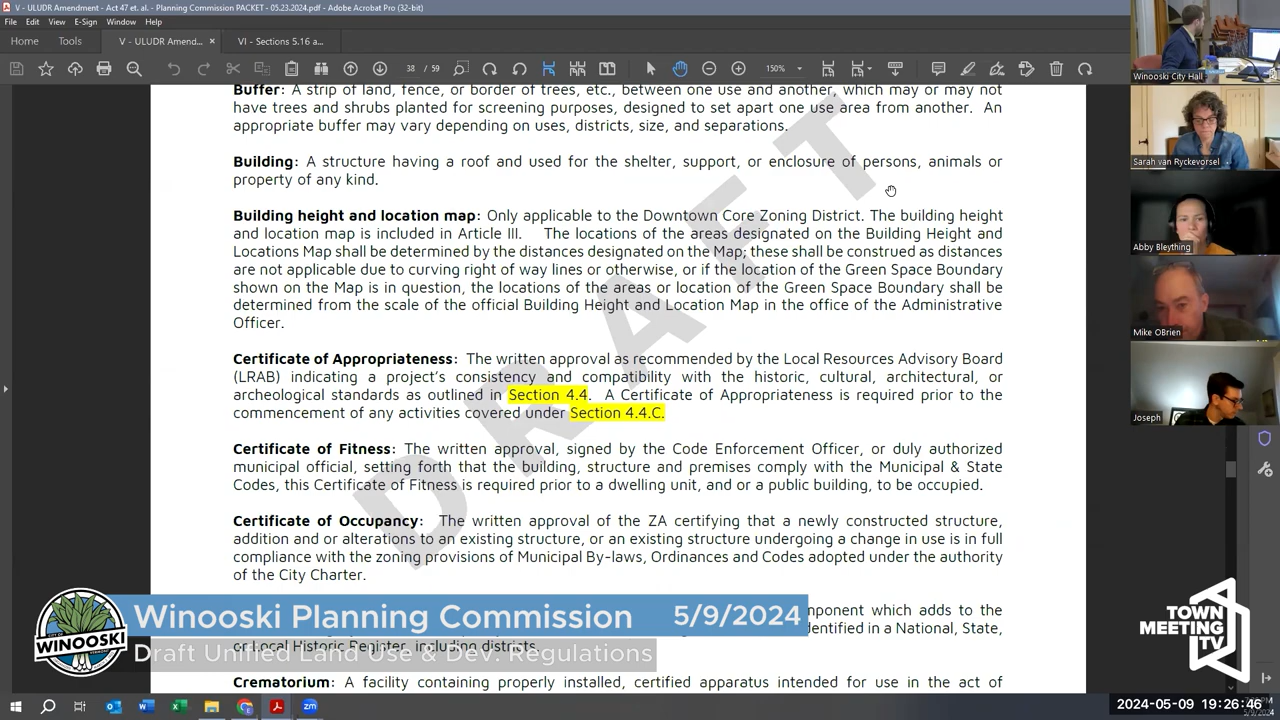 V - ULUDR Amendment - Act 47 et. al. - Planning Commission PACKET - 05.23.2024.pdf - Adobe Acrobat Pro (32-bit)
File Edit View E-Sign Window Help
Home Tools V - ULUDR Amend... × VI - Sections 5.16 a...
38 / 59 150%
Buffer: A strip of land, fence, or border of trees, etc., between one use and another, which may or may not
have trees and shrubs planted for screening purposes, designed to set apart one use area from another. An
appropriate buffer may vary depending on uses, districts, size, and separations.
Building: A structure having a roof and used for the shelter, support, or enclosure of persons, animals or
property of any kind.
Building height and location map: Only applicable to the Downtown Core Zoning District. The building height
and location map is included in Article III. The locations of the areas designated on the Building Height and
Locations Map shall be determined by the distances designated on the Map; these shall be construed as distances
are not applicable due to curving right of way lines or otherwise, or if the location of the Green Space Boundary
shown on the Map is in question, the locations of the areas or location of the Green Space Boundary shall be
determined from the scale of the official Building Height and Location Map in the office of the Administrative
Officer.
Certificate of Appropriateness: The written approval as recommended by the Local Resources Advisory Board
(LRAB) indicating a project's consistency and compatibility with the historic, cultural, architectural, or
archeological standards as outlined in Section 4.4. A Certificate of Appropriateness is required prior to the
commencement of any activities covered under Section 4.4.C.
Certificate of Fitness: The written approval, signed by the Code Enforcement Officer, or duly authorized
municipal official, setting forth that the building, structure and premises comply with the Municipal & State
Codes, this Certificate of Fitness is required prior to a dwelling unit, and or a public building, to be occupied.
Certificate of Occupancy: The written approval of the ZA certifying that a newly constructed structure,
addition and or alterations to an existing structure, or an existing structure undergoing a change in use is in full
compliance with the zoning provisions of Municipal By-laws, Ordinances and Codes adopted under the authority
of the City Charter.
mponent which adds to the
identified in a National, State,
or Local Historic Register, including districts.
Crematorium: A facility containing properly installed, certified apparatus intended for use in the act of
DRAFT
Winooski City Hall
Sarah van Ryckevorsel
Abby Bleything
Mike OBrien
Joseph
WINOOSKI
Winooski Planning Commission 5/9/2024
Draft Unified Land Use & Dev. Regulations
TOWN
MEETING
TV
2024-05-09 19:26:46